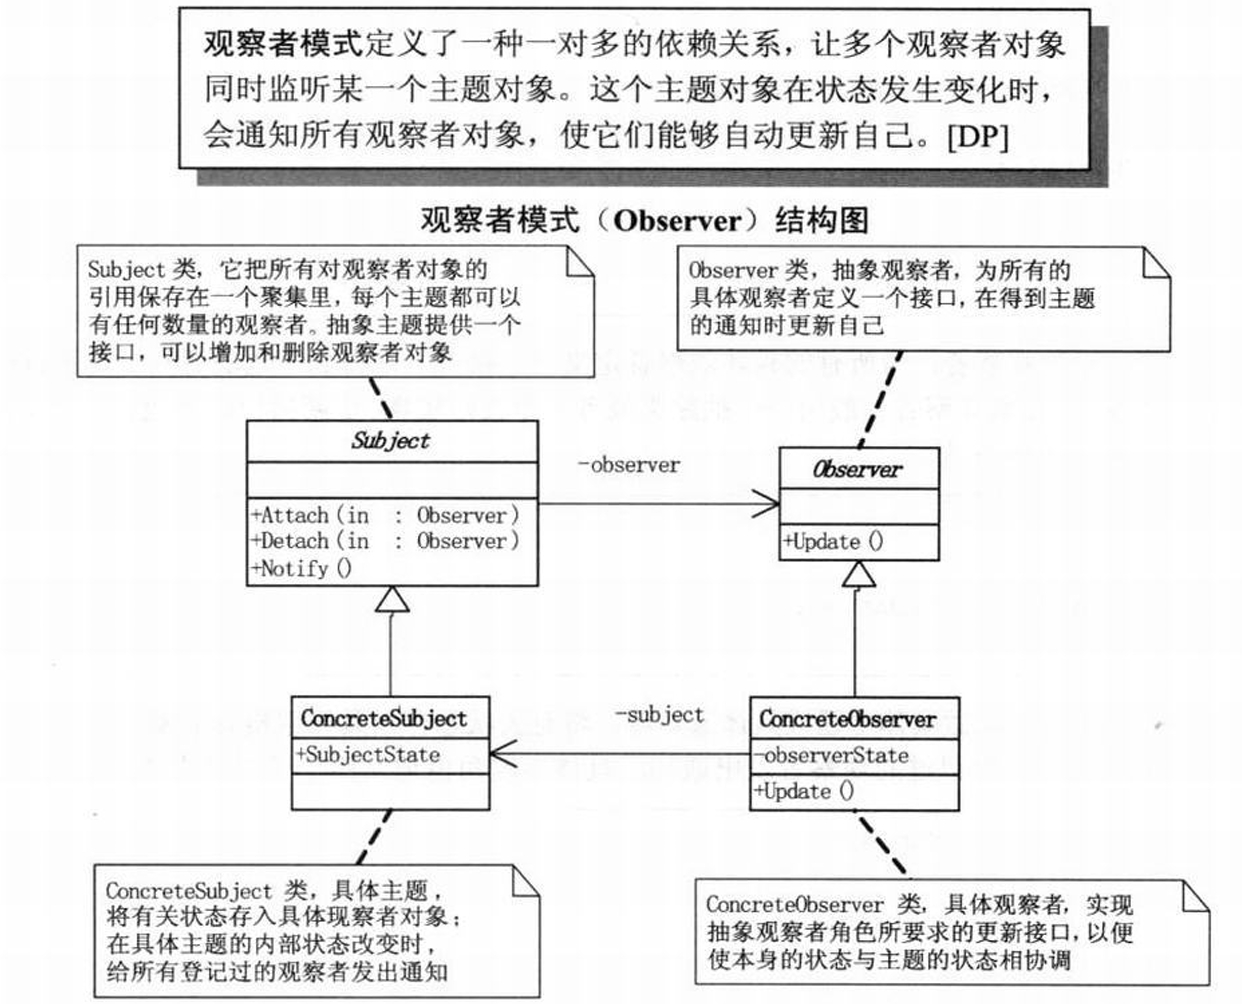 观察者模式定义了一种一对多的依赖关系，让多个观察者对象
同时监听某一个主题对象。这个主题对象在状态发生变化时，
会通知所有观察者对象，使它们能够自动更新自己。[DP]
观察者模式（Observer）结构图
Subject 类，它把所有对观察者对象的
引用保存在一个聚集里，每个主题都可以
有任何数量的观察者。抽象主题提供一个
接口，可以增加和删除观察者对象
Observer 类，抽象观察者，为所有的
具体观察者定义一个接口，在得到主题
的通知时更新自己
Subject
+Attach(in : Observer)
+Detach(in : Observer)
+Notify()
-observer
Observer
+Update()
ConcreteSubject
+SubjectState
-subject
ConcreteObserver
-observerState
+Update()
ConcreteSubject 类，具体主题，
将有关状态存入具体现察者对象；
在具体主题的内部状态改变时，
给所有登记过的观察者发出通知
ConcreteObserver 类，具体观察者，实现
抽象观察者角色所要求的更新接口，以便
使本身的状态与主题的状态相协调